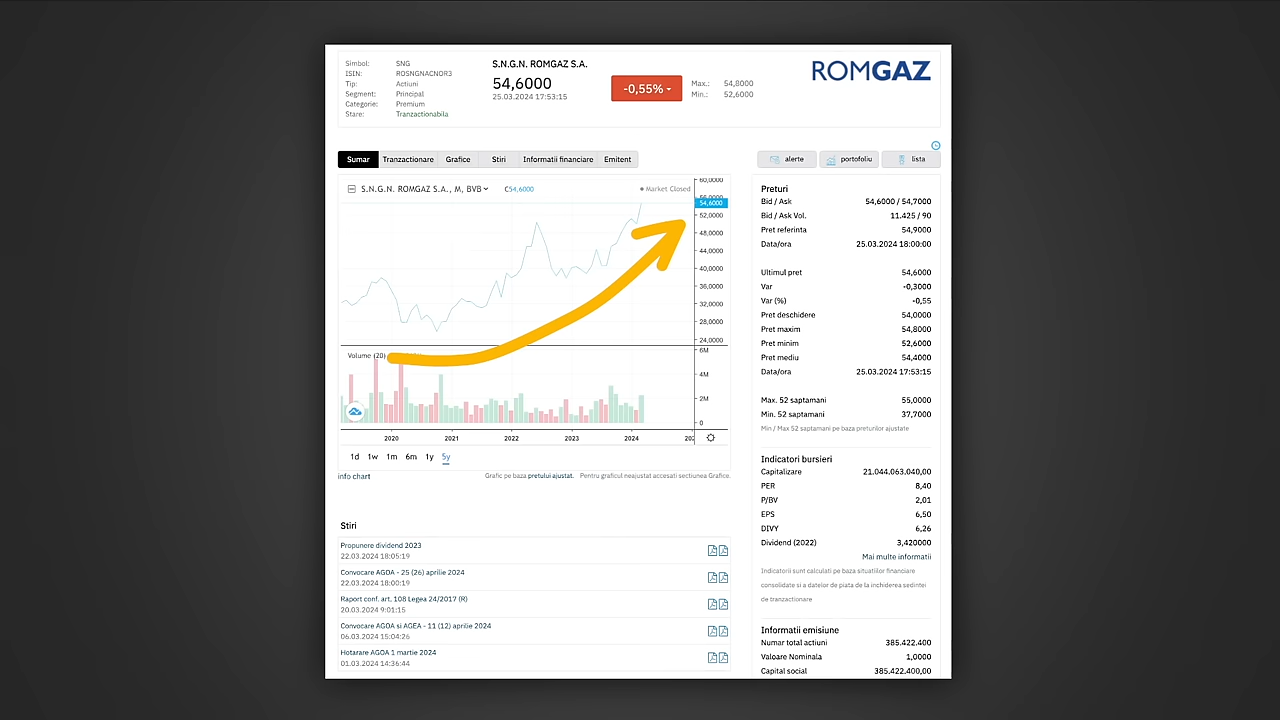 Simbol: SNG
ISIN: ROSNGNACNOR3
Tip: Actiuni
Segment: Principal
Categorie: Premium
Stare: Tranzactionabila
S.N.G.N. ROMGAZ S.A.
54,6000
25.03.2024 17:53:15
-0,55%
Max.: 54,8000
Min.: 52,6000
ROMGAZ
Sumar Tranzactionare Grafice Stiri Informatii financiare Emitent
alerte portofoliu lista
S.N.G.N. ROMGAZ S.A., M, BVB C54,6000
Market Closed
60,0000
54,6000
52,0000
48,0000
44,0000
40,0000
36,0000
32,0000
28,0000
24,0000
Volume (20)
6M
4M
2M
0
2020 2021 2022 2023 2024
1d 1w 1m 6m 1y 5y
info chart
Grafic pe baza pretului ajustat. Pentru graficul neajustat accesati sectiunea Grafice.
Stiri
Propunere dividend 2023
22.03.2024 18:05:19
Convocare AGOA - 25 (26) aprilie 2024
22.03.2024 18:00:19
Raport conf. art. 108 Legea 24/2017 (R)
20.03.2024 9:01:15
Convocare AGOA si AGEA - 11 (12) aprilie 2024
06.03.2024 15:04:26
Hotarare AGOA 1 martie 2024
01.03.2024 14:36:44
Preturi
Bid / Ask 54,6000 / 54,7000
Bid / Ask Vol. 11.425 / 90
Pret referinta 54,9000
Data/ora 25.03.2024 18:00:00
Ultimul pret 54,6000
Var -0,3000
Var (%) -0,55
Pret deschidere 54,0000
Pret maxim 54,8000
Pret minim 52,6000
Pret mediu 54,4000
Data/ora 25.03.2024 17:53:15
Max. 52 saptamani 55,0000
Min. 52 saptamani 37,7000
Min / Max 52 saptamani pe baza preturilor ajustate
Indicatori bursieri
Capitalizare 21.044.063.040,00
PER 8,40
P/BV 2,01
EPS 6,50
DIVY 6,26
Dividend (2022) 3,420000
Mai multe informatii
Indicatorii sunt calculati pe baza situatiilor financiare
consolidate si a datelor de piata de la inchiderea sedintei
de tranzactionare
Informatii emisiune
Numar total actiuni 385.422.400
Valoare Nominala 1,0000
Capital social 385.422.400,00